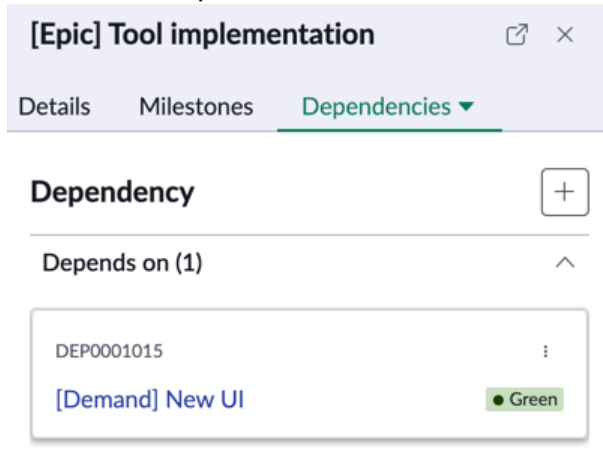 [Epic] Tool implementation
Details Milestones Dependencies
Dependency
Depends on (1)
DEP0001015
[Demand] New UI Green